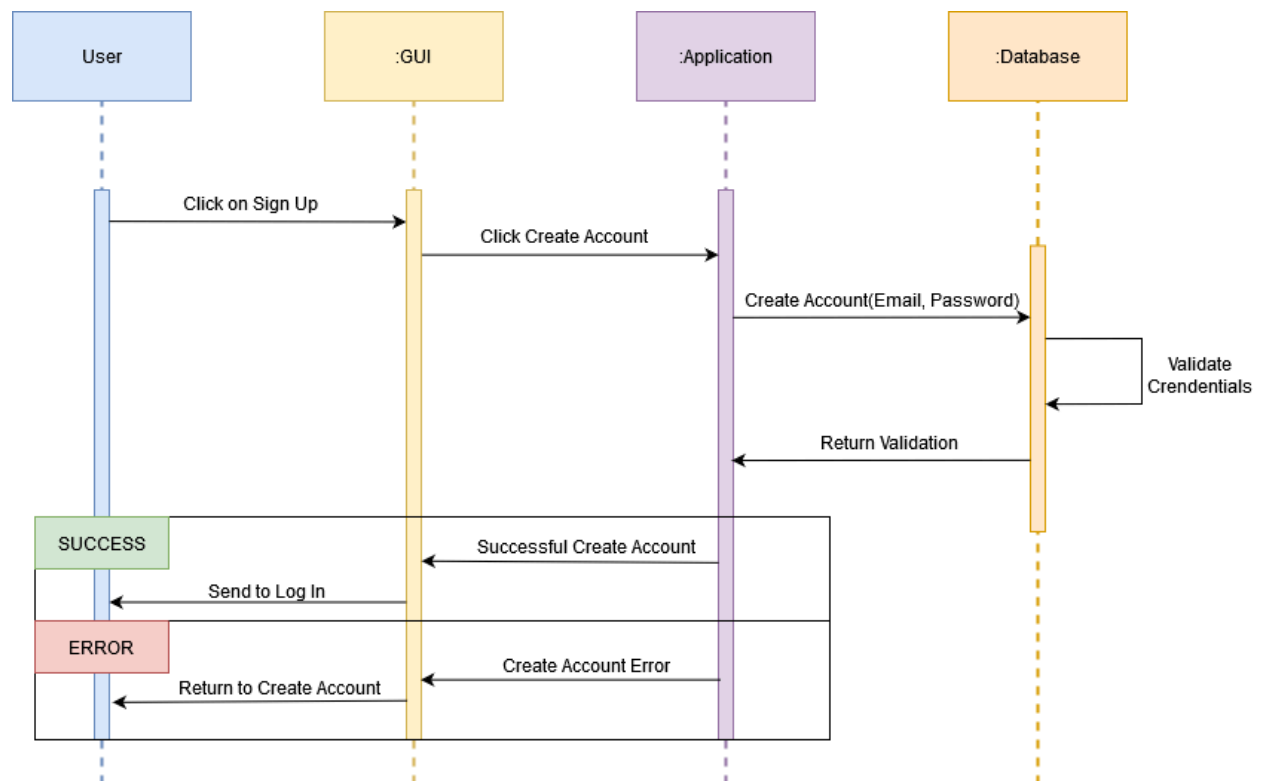 User
:GUI
:Application
:Database
Click on Sign Up
Click Create Account
Create Account(Email, Password)
Validate
Crendentials
Return Validation
SUCCESS
Successful Create Account
Send to Log In
ERROR
Create Account Error
Return to Create Account